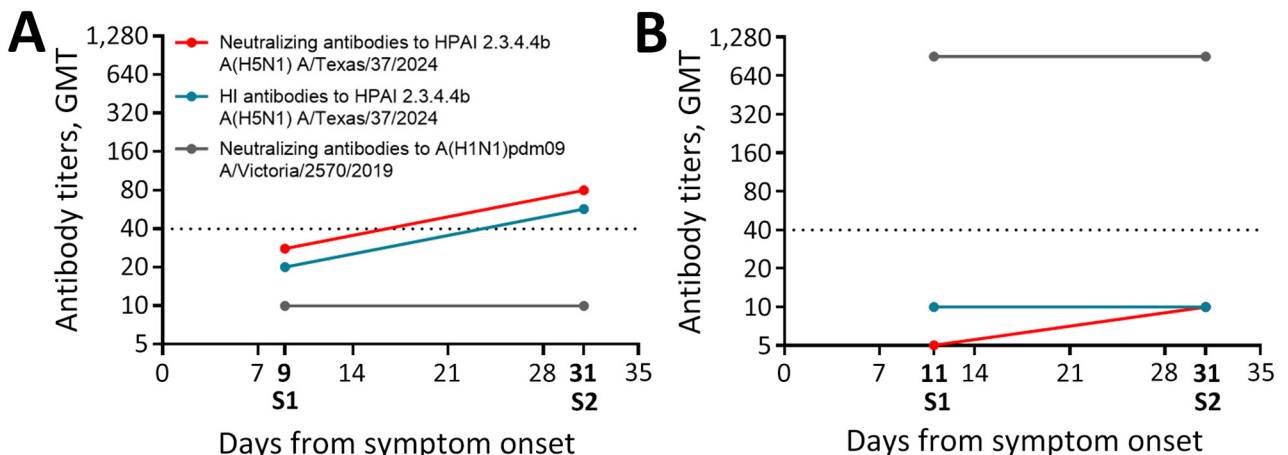 A
Antibody titers, GMT
1,280
640
320
160
80
40
20
10
5
Neutralizing antibodies to HPAI 2.3.4.4b
A(H5N1) A/Texas/37/2024
HI antibodies to HPAI 2.3.4.4b
A(H5N1) A/Texas/37/2024
Neutralizing antibodies to A(H1N1)pdm09
A/Victoria/2570/2019
0 7 9 14 21 28 31 35
S1 S2
Days from symptom onset
B
Antibody titers, GMT
1,280
640
320
160
80
40
20
10
5
0 7 11 14 21 28 31 35
S1 S2
Days from symptom onset